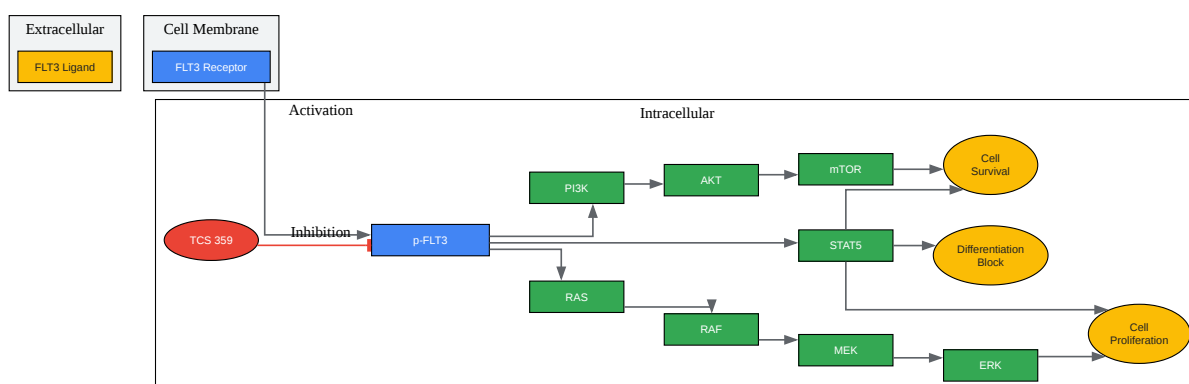 Extracellular
FLT3 Ligand
Cell Membrane
FLT3 Receptor
Activation
Intracellular
Inhibition
TCS 359
p-FLT3
PI3K
AKT
mTOR
Cell
Survival
STAT5
Differentiation
Block
RAS
RAF
MEK
ERK
Cell
Proliferation